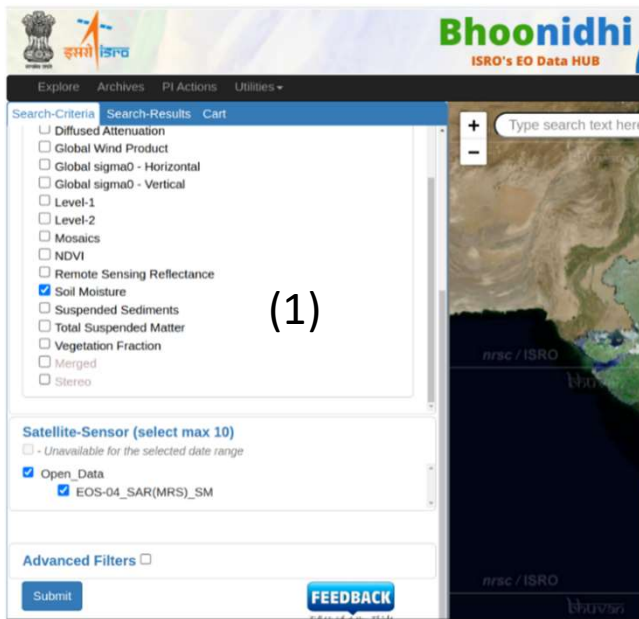 इसरो isro
Bhoonidhi
ISRO's EO Data HUB
Explore Archives PI Actions Utilities
Search-Criteria Search-Results Cart
Diffused Attenuation
Global Wind Product
Global sigma0 - Horizontal
Global sigma0 - Vertical
Level-1
Level-2
Mosaics
NDVI
Remote Sensing Reflectance
Soil Moisture
Suspended Sediments
Total Suspended Matter
Vegetation Fraction
Merged
Stereo
(1)
Satellite-Sensor (select max 10)
- Unavailable for the selected date range
Open_Data
EOS-04_SAR(MRS)_SM
Advanced Filters
Submit
FEEDBACK
+
Type search text here
−
nrsc / ISRO
nrsc / ISRO
bhuvan